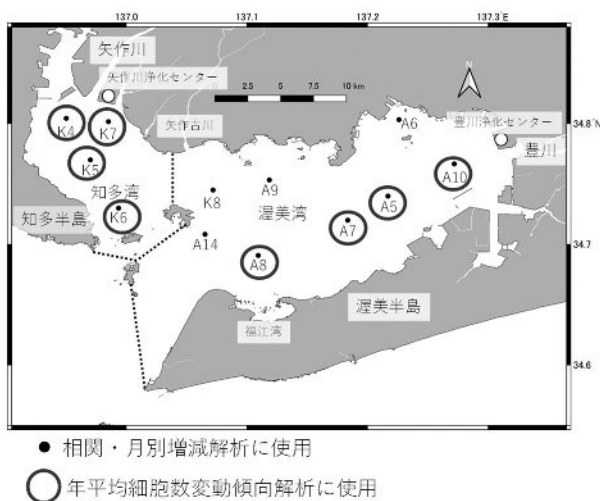 137.0 137.1 137.2 137.3 E
矢作川
矢作川浄化センター
N
2.5 5 7.5 10 km
K4
K7
矢作古川
A6
豊川浄化センター
34.8 N
豊川
K5
A10
知多湾
K8
A9
渥美湾
A5
知多半島
K6
A14
A7
34.7
A8
渥美半島
福江湾
34.6
相関・月別増減解析に使用
年平均細胞数変動傾向解析に使用